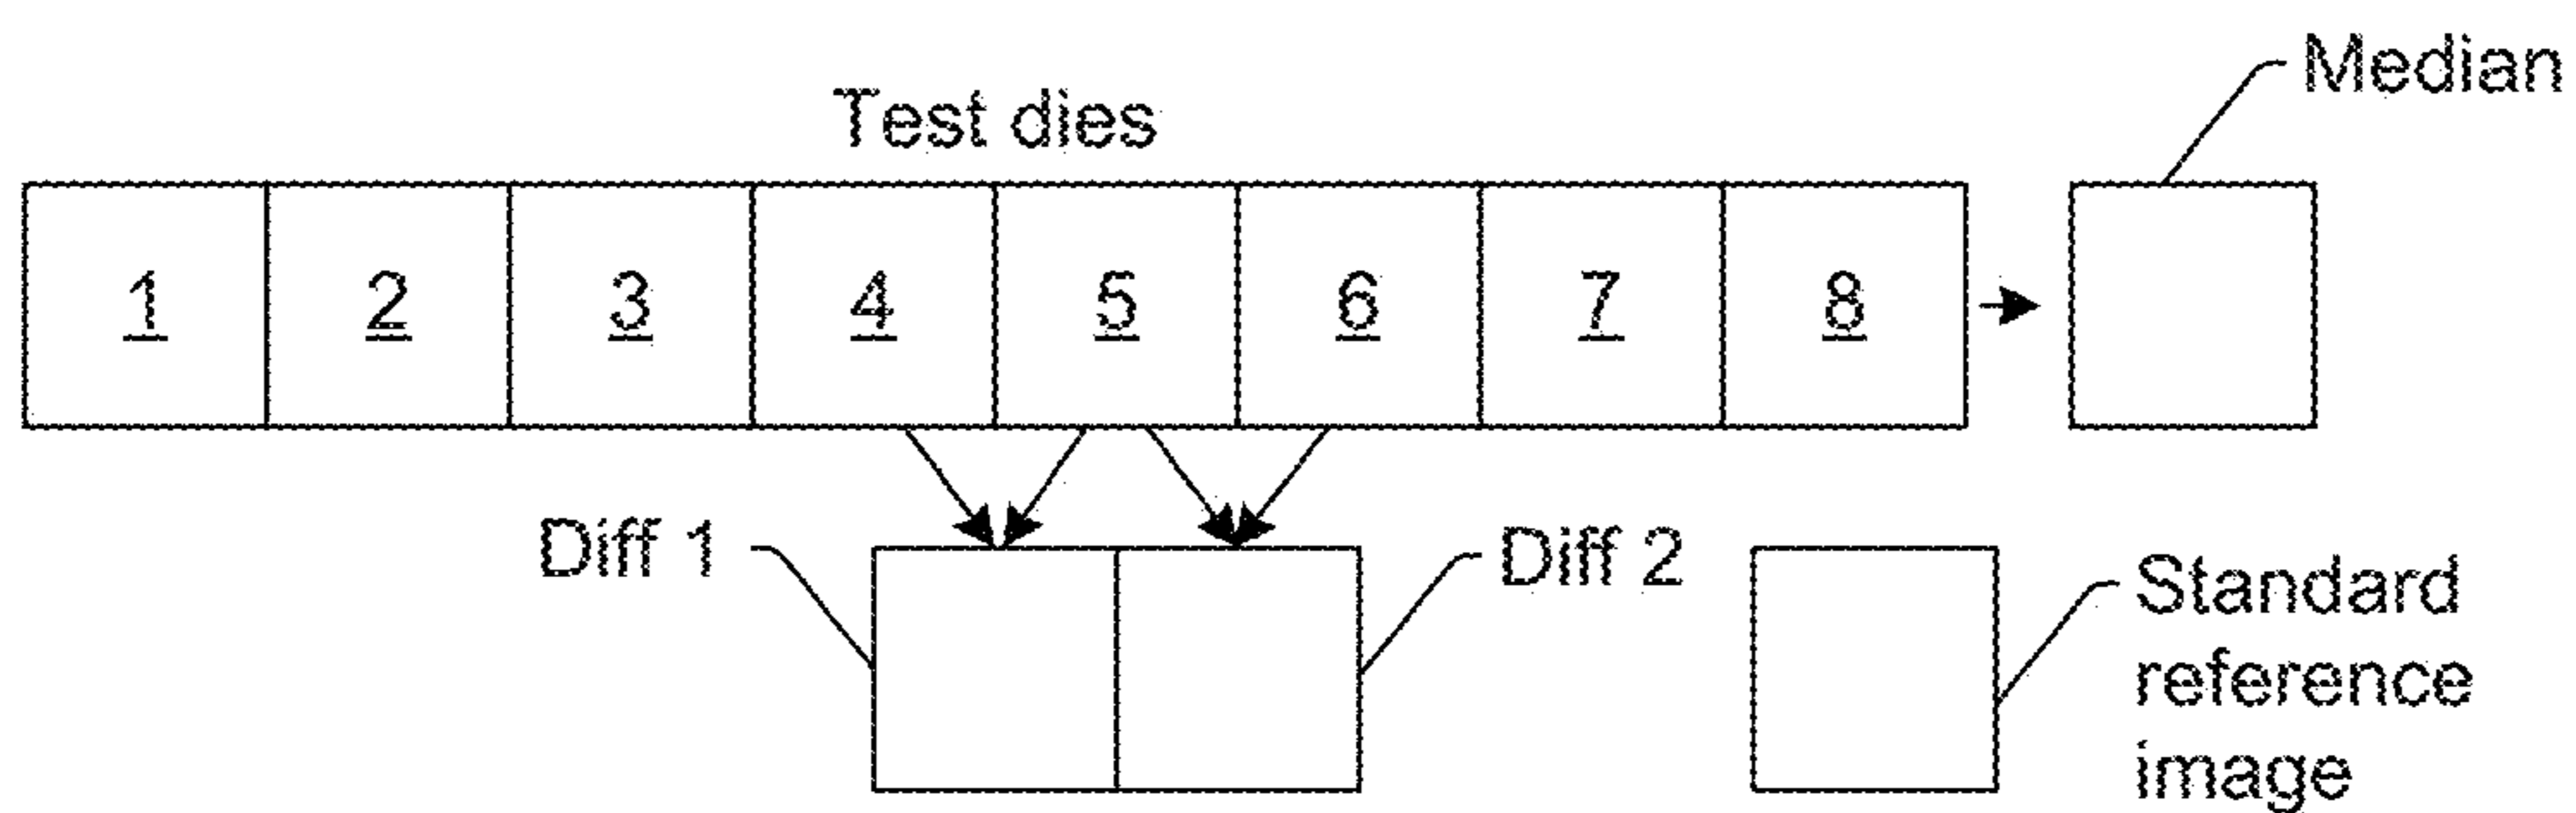 Median
Test dies
1 2 3 4 5 6 7 8
Diff 1
Diff 2
Standard
reference
image